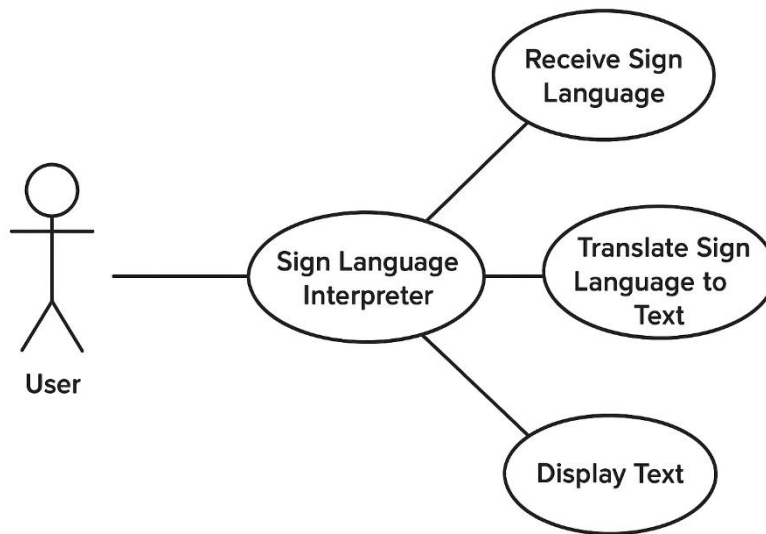 Receive Sign
Language
Sign Language
Interpreter
Translate Sign
Language to
Text
User
Display Text